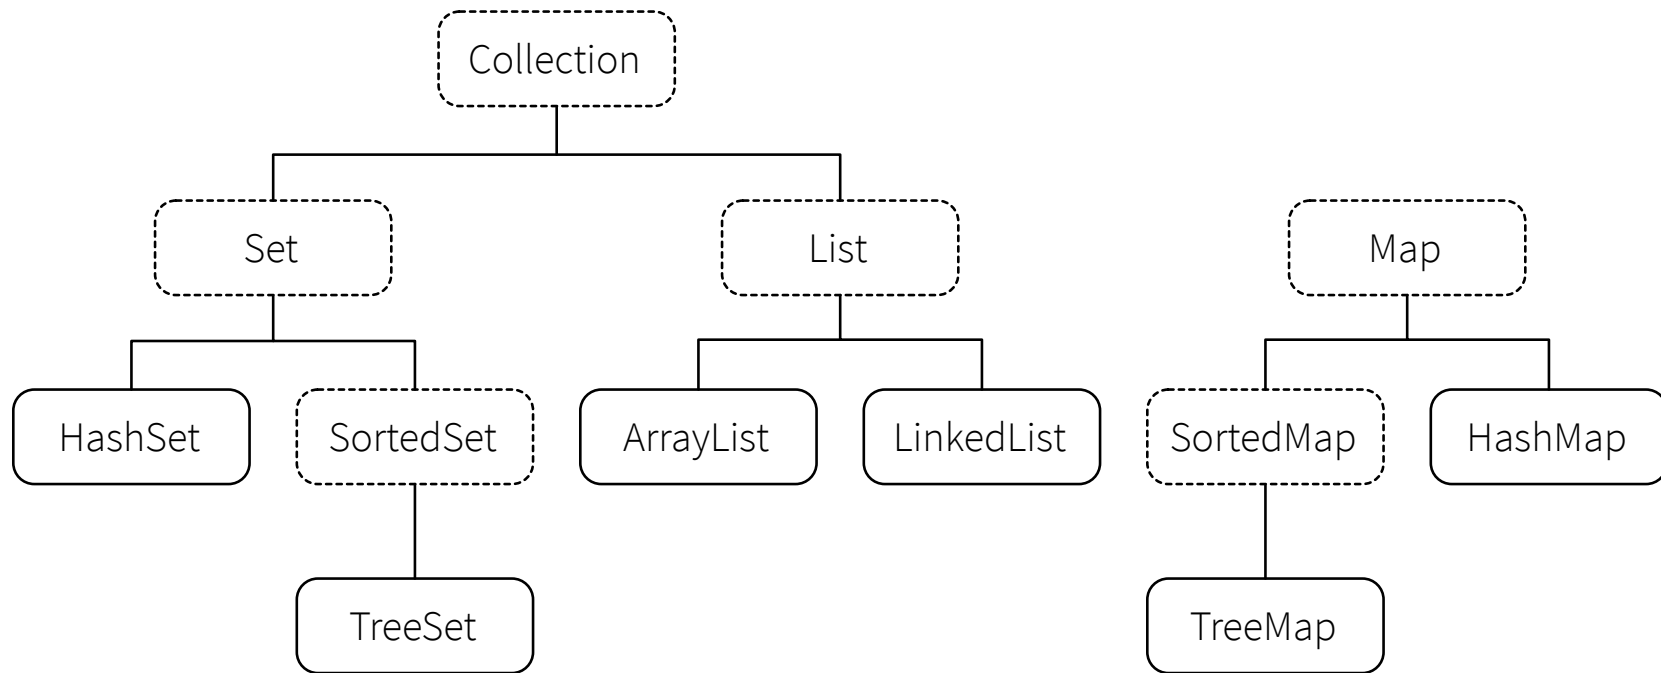 Collection
Set
List
Map
HashSet
SortedSet
ArrayList
LinkedList
SortedMap
HashMap
TreeSet
TreeMap